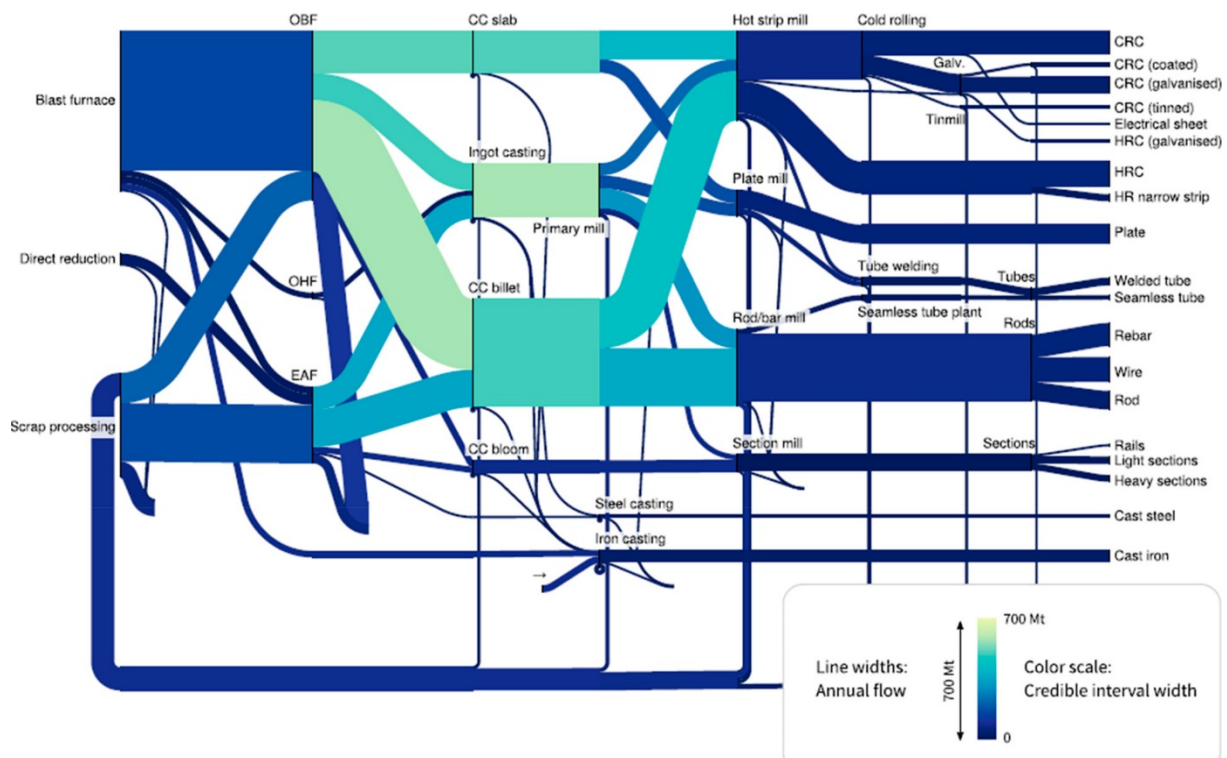 OBF
CC slab
Hot strip mill
Cold rolling
CRC
Galv.
CRC (coated)
CRC (galvanised)
Blast furnace
CRC (tinned)
Tinmill
Electrical sheet
HRC (galvanised)
Ingot casting
HRC
Plate mill
HR narrow strip
Primary mill
Plate
Direct reduction
Tube welding
Tubes
OHF
CC billet
Welded tube
Seamless tube
Rod/bar mill
Seamless tube plant
Rods
Rebar
EAF
Wire
Rod
Scrap processing
CC bloom
Section mill
Sections
Rails
Light sections
Heavy sections
Steel casting
Cast steel
Iron casting
Cast iron
→
700 Mt
Line widths:
Annual flow
700 Mt
Color scale:
Credible interval width
0